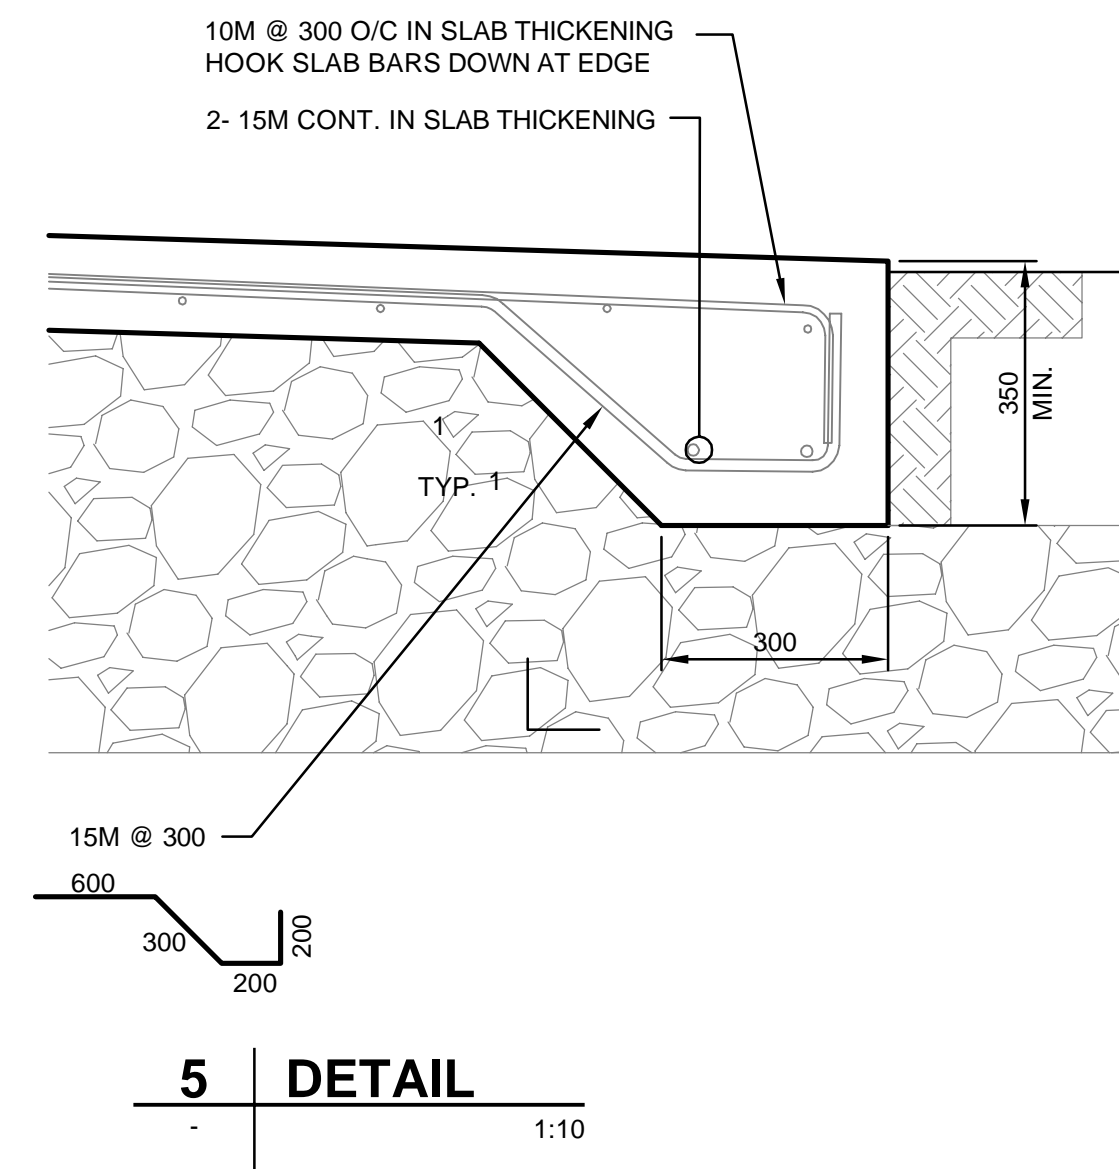 10M @ 300 O/C IN SLAB THICKENING
HOOK SLAB BARS DOWN AT EDGE
2- 15M CONT. IN SLAB THICKENING
350
MIN.
1
TYP. 1
300
15M @ 300
600
300
200
200
5 DETAIL
- 1:10